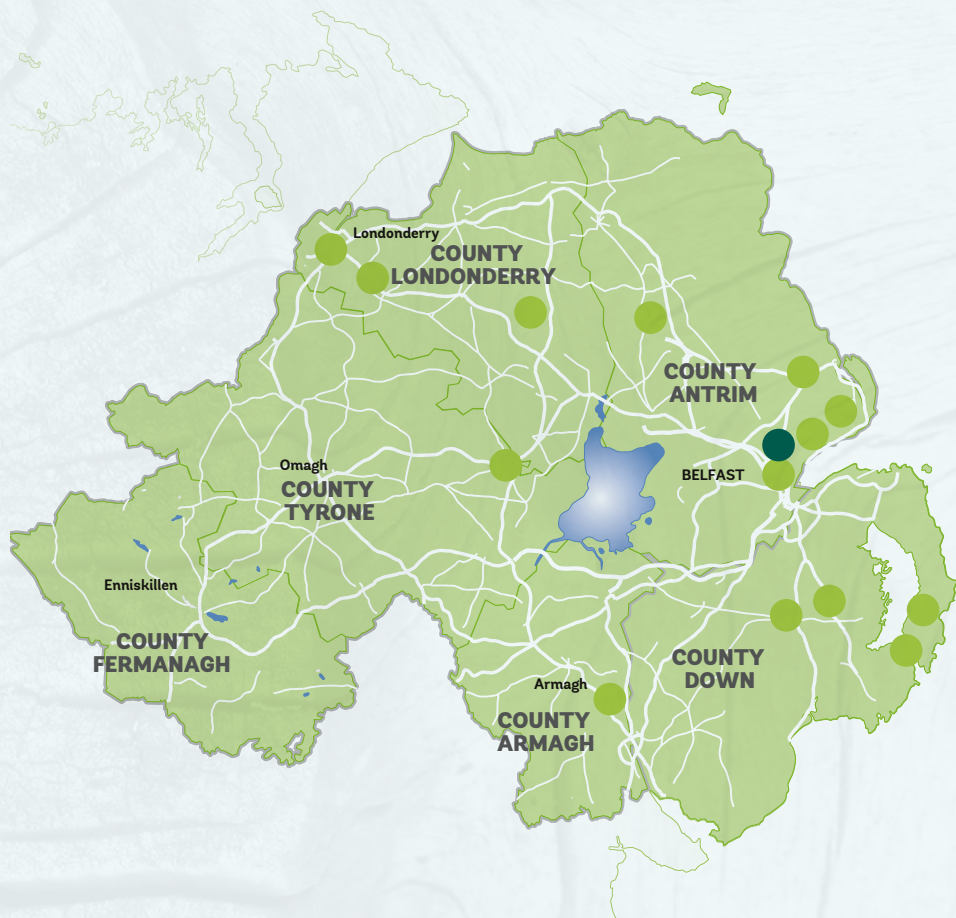 Londonderry
COUNTY
LONDONDERRY
COUNTY
ANTRIM
Omagh
BELFAST
COUNTY
TYRONE
Enniskillen
COUNTY
FERMANAGH
COUNTY
DOWN
Armagh
COUNTY
ARMAGH